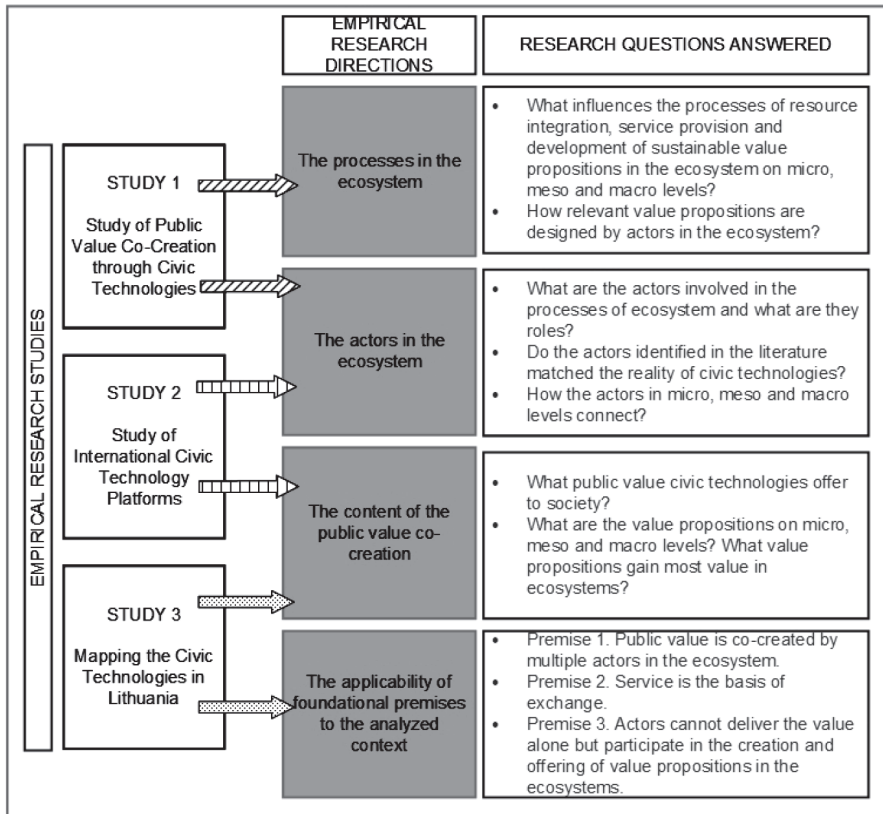 EMPIRICAL
RESEARCH
DIRECTIONS
RESEARCH QUESTIONS ANSWERED
EMPIRICAL RESEARCH STUDIES
STUDY 1
Study of Public
Value Co-Creation
through Civic
Technologies
STUDY 2
Study of
International Civic
Technology
Platforms
STUDY 3
Mapping the Civic
Technologies in
Lithuania
The processes in the
ecosystem
• What influences the processes of resource
integration, service provision and
development of sustainable value
propositions in the ecosystem on micro,
meso and macro levels?
• How relevant value propositions are
designed by actors in the ecosystem?
The actors in the
ecosystem
• What are the actors involved in the
processes of ecosystem and what are they
roles?
• Do the actors identified in the literature
matched the reality of civic technologies?
• How the actors in micro, meso and macro
levels connect?
The content of the
public value co-
creation
• What public value civic technologies offer
to society?
• What are the value propositions on micro,
meso and macro levels? What value
propositions gain most value in
ecosystems?
The applicability of
foundational premises
to the analyzed
context
• Premise 1. Public value is co-created by
multiple actors in the ecosystem.
• Premise 2. Service is the basis of
exchange.
• Premise 3. Actors cannot deliver the value
alone but participate in the creation and
offering of value propositions in the
ecosystems.